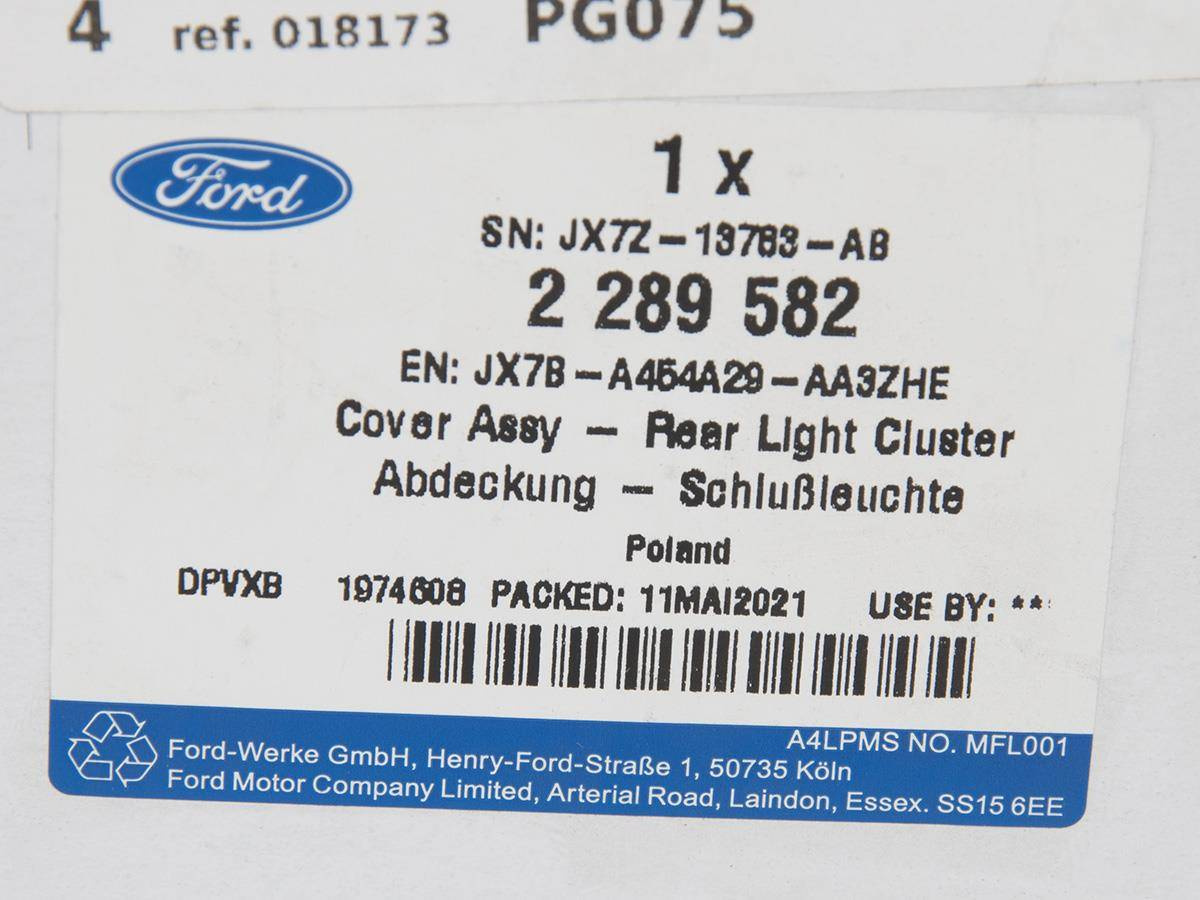 4 ref. 018173 PG075
Ford
1 x
SN: JX7Z-13783-AB
2 289 582
EN: JX7B-A454A29-AA3ZHE
Cover Assy - Rear Light Cluster
Abdeckung - Schlußleuchte
Poland
DPVXB 1974608 PACKED: 11MAI2021 USE BY: **
A4LPMS NO. MFL001
Ford-Werke GmbH, Henry-Ford-Straße 1, 50735 Köln
Ford Motor Company Limited, Arterial Road, Laindon, Essex. SS15 6EE